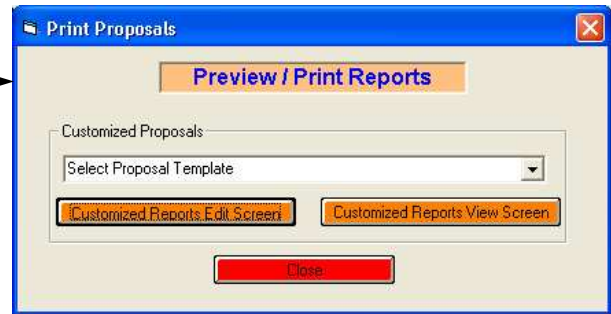 Print Proposals
Preview / Print Reports
Customized Proposals
Select Proposal Template
Customized Reports Edit Screen
Customized Reports View Screen
Close